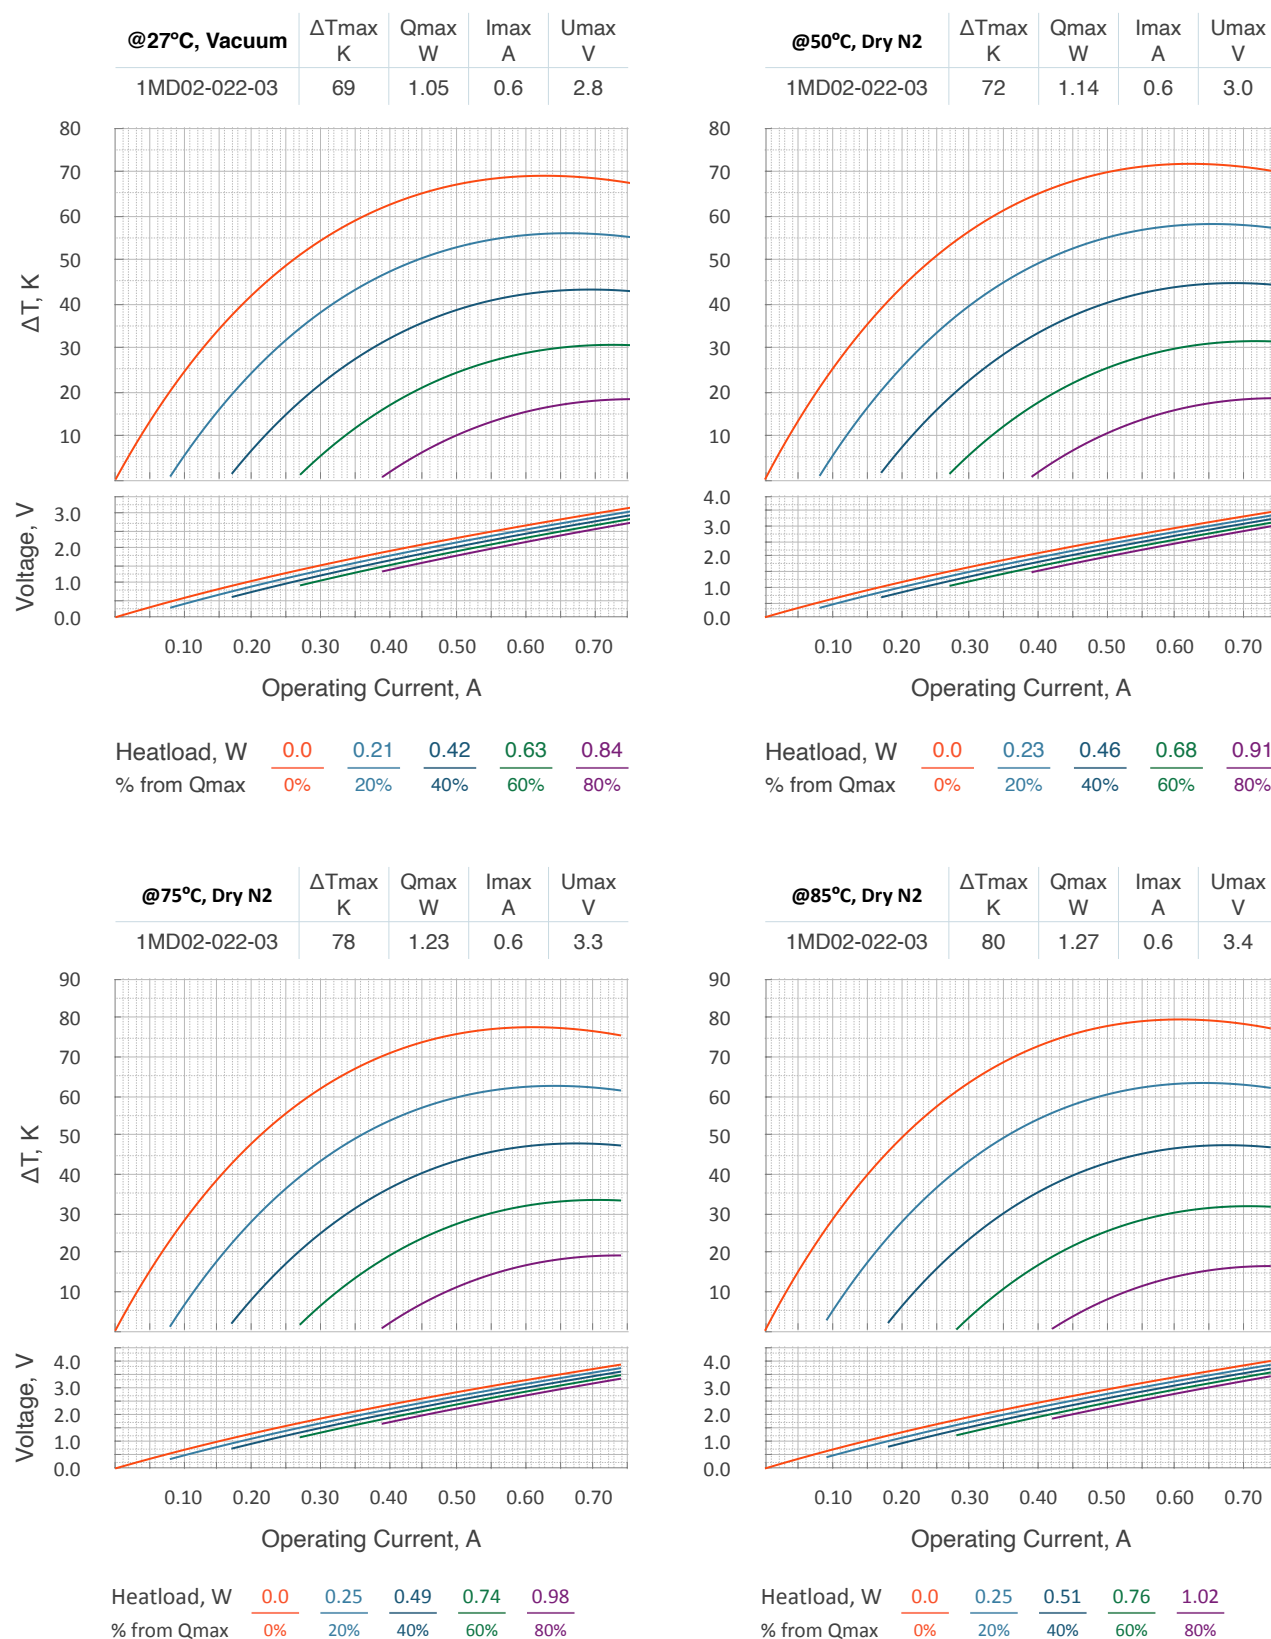 @27°C, Vacuum ΔTmax K Qmax W Imax A Umax V
1MD02-022-03 69 1.05 0.6 2.8
80
70
60
50
40
30
20
10
ΔT, K
3.0
2.0
1.0
0.0
Voltage, V
0.10 0.20 0.30 0.40 0.50 0.60 0.70
Operating Current, A
Heatload, W 0.0 0.21 0.42 0.63 0.84
% from Qmax 0% 20% 40% 60% 80%
@50°C, Dry N2 ΔTmax K Qmax W Imax A Umax V
1MD02-022-03 72 1.14 0.6 3.0
80
70
60
50
40
30
20
10
4.0
3.0
2.0
1.0
0.0
0.10 0.20 0.30 0.40 0.50 0.60 0.70
Operating Current, A
Heatload, W 0.0 0.23 0.46 0.68 0.91
% from Qmax 0% 20% 40% 60% 80%
@75°C, Dry N2 ΔTmax K Qmax W Imax A Umax V
1MD02-022-03 78 1.23 0.6 3.3
90
80
70
60
50
40
30
20
10
ΔT, K
4.0
3.0
2.0
1.0
0.0
Voltage, V
0.10 0.20 0.30 0.40 0.50 0.60 0.70
Operating Current, A
Heatload, W 0.0 0.25 0.49 0.74 0.98
% from Qmax 0% 20% 40% 60% 80%
@85°C, Dry N2 ΔTmax K Qmax W Imax A Umax V
1MD02-022-03 80 1.27 0.6 3.4
90
80
70
60
50
40
30
20
10
4.0
3.0
2.0
1.0
0.0
0.10 0.20 0.30 0.40 0.50 0.60 0.70
Operating Current, A
Heatload, W 0.0 0.25 0.51 0.76 1.02
% from Qmax 0% 20% 40% 60% 80%